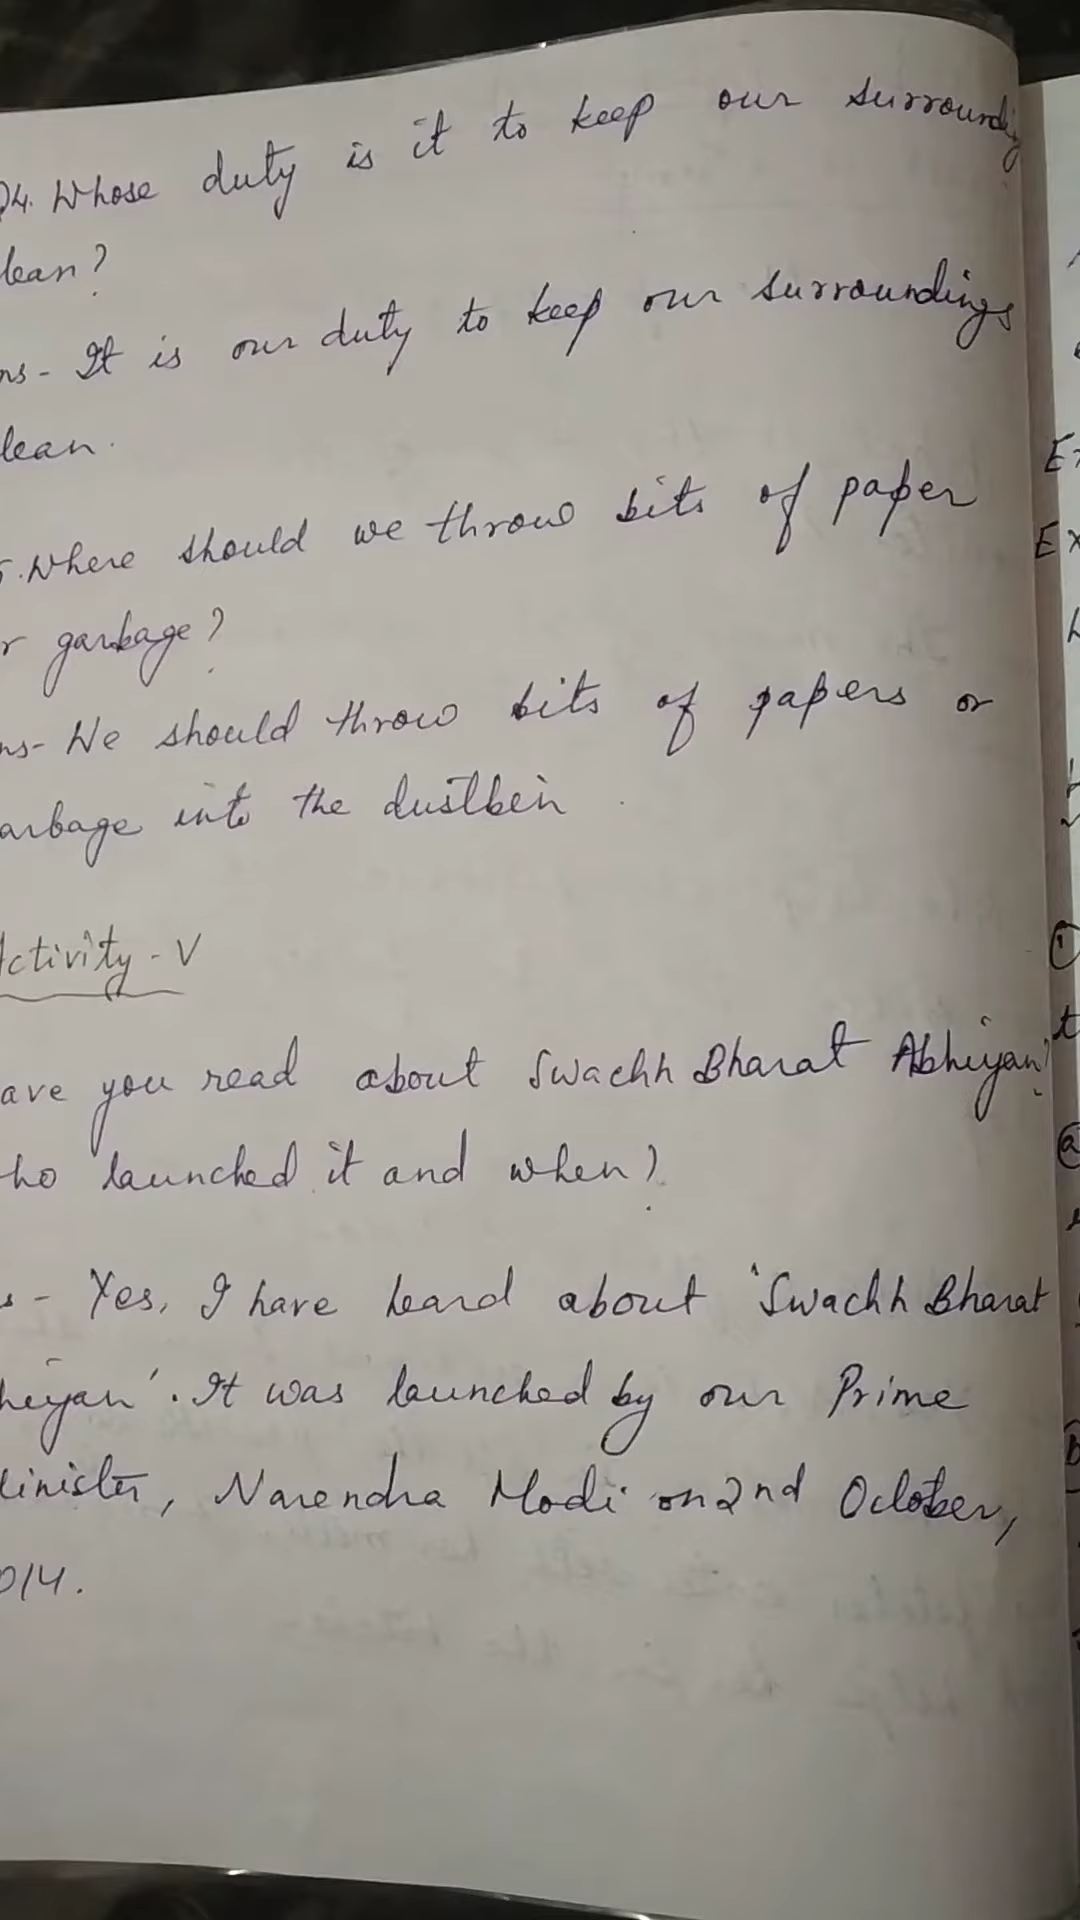 Q4. Whose duty is it to keep our surrounding
lean?
ns- It is our duty to keep our surroundings
lean.
5. Where should we throw bits of paper
r garbage?
ns- We should throw bits of papers or
arbage into the dustbin
Activity - V
ave you read about Swachh Bharat Abhiyan?
ho launched it and when?
s - Yes, I have heard about 'Swachh Bharat
hiyan'. It was launched by our Prime
inister, Narendra Modi on 2nd October,
014.